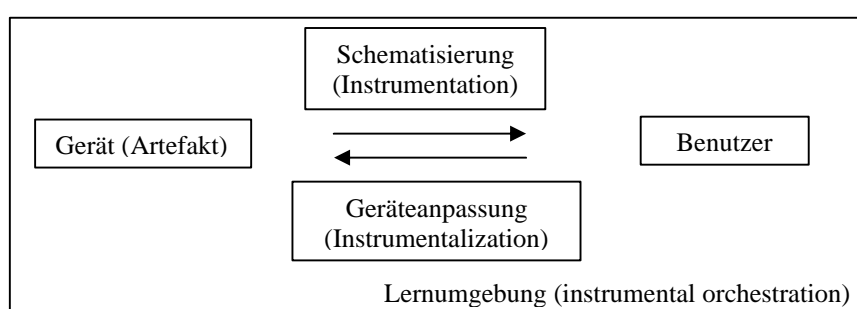 Schematisierung
(Instrumentation)
Gerät (Artefakt)
Benutzer
Geräteanpassung
(Instrumentalization)
Lernumgebung (instrumental orchestration)